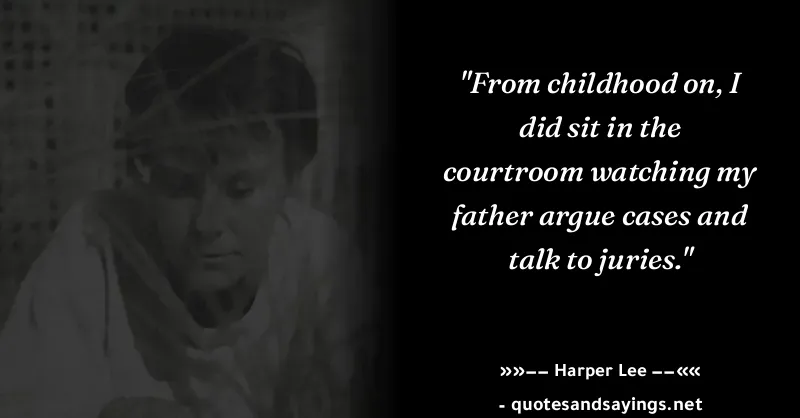 "From childhood on, I
did sit in the
courtroom watching my
father argue cases and
talk to juries."
»»–– Harper Lee ––««
- quotesandsayings.net